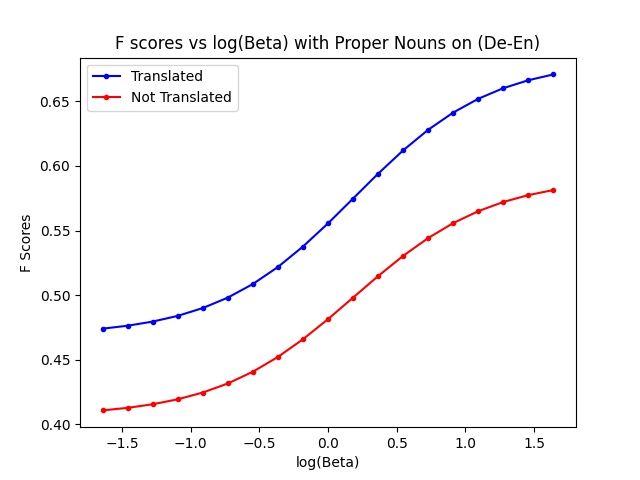 F scores vs log(Beta) with Proper Nouns on (De-En)
Translated
Not Translated
F Scores
0.65
0.60
0.55
0.50
0.45
0.40
−1.5 −1.0 −0.5 0.0 0.5 1.0 1.5
log(Beta)